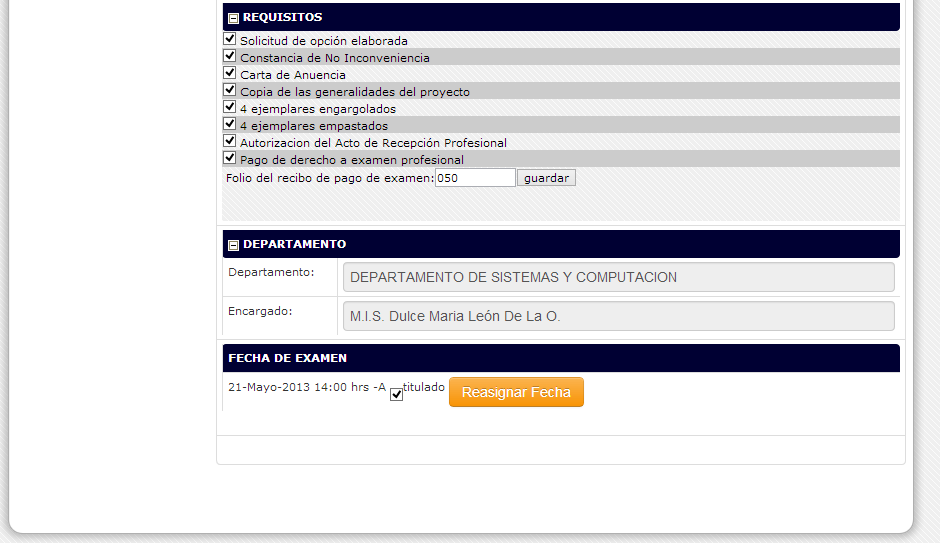 REQUISITOS
Solicitud de opción elaborada
Constancia de No Inconveniencia
Carta de Anuencia
Copia de las generalidades del proyecto
4 ejemplares engargolados
4 ejemplares empastados
Autorizacion del Acto de Recepción Profesional
Pago de derecho a examen profesional
Folio del recibo de pago de examen: 050 guardar
DEPARTAMENTO
Departamento: DEPARTAMENTO DE SISTEMAS Y COMPUTACION
Encargado: M.I.S. Dulce Maria León De La O.
FECHA DE EXAMEN
21-Mayo-2013 14:00 hrs -A titulado Reasignar Fecha